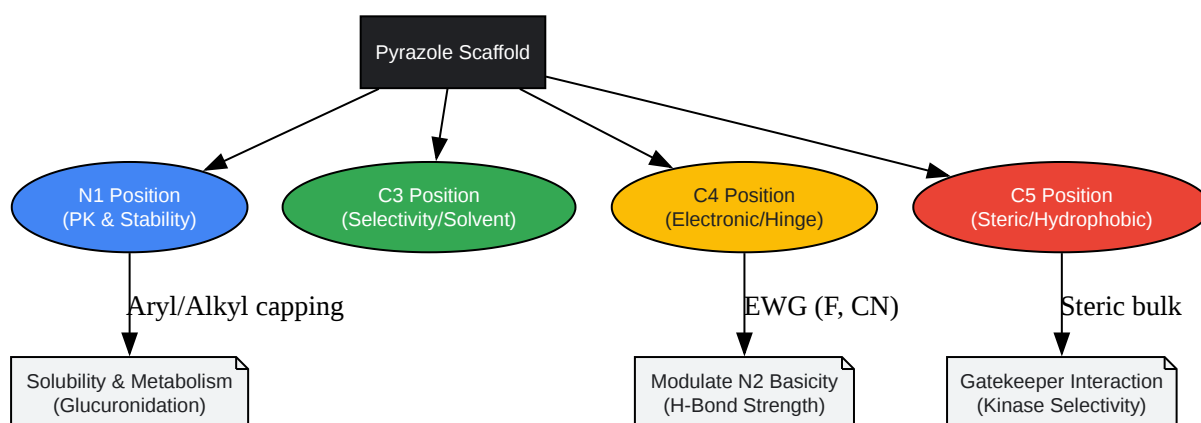 Pyrazole Scaffold
N1 Position
(PK & Stability)
C3 Position
(Selectivity/Solvent)
C4 Position
(Electronic/Hinge)
C5 Position
(Steric/Hydrophobic)
Aryl/Alkyl capping
EWG (F, CN)
Steric bulk
Solubility & Metabolism
(Glucuronidation)
Modulate N2 Basicity
(H-Bond Strength)
Gatekeeper Interaction
(Kinase Selectivity)